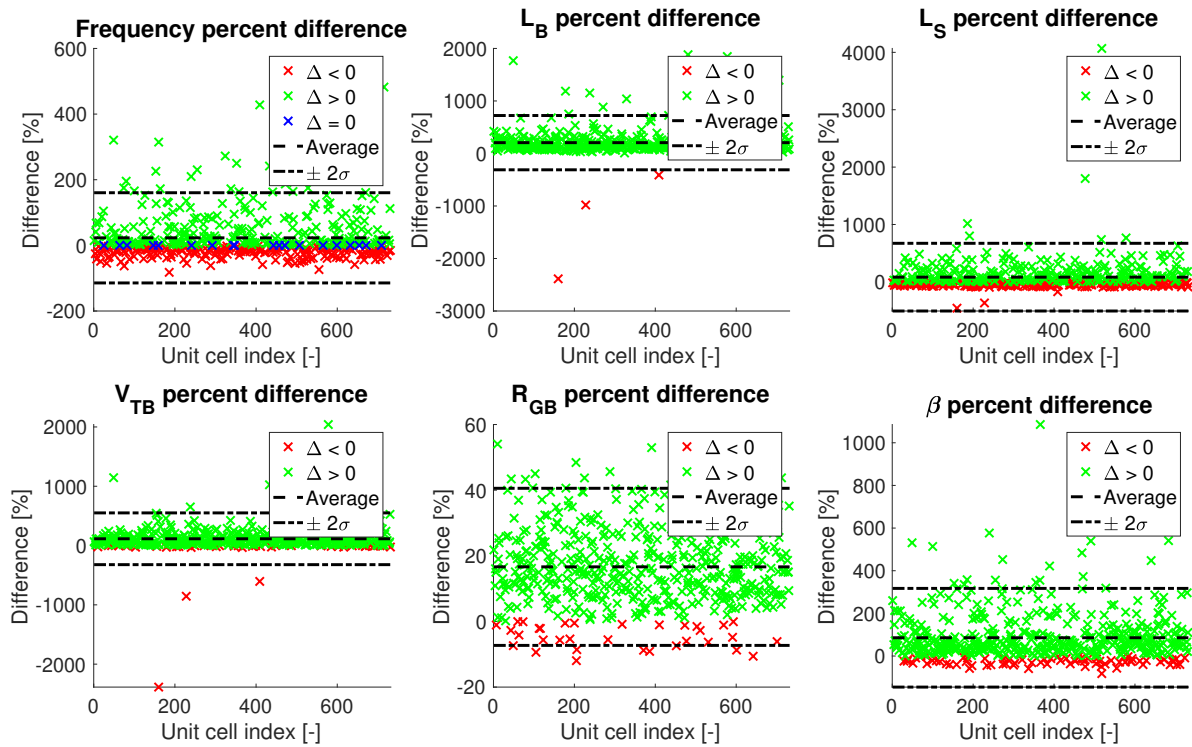 Frequency percent difference
600
400
200
0
-200
0 200 400 600
Difference [%]
Unit cell index [-]
Δ < 0
Δ > 0
Δ = 0
Average
± 2σ
L_B percent difference
2000
1000
0
-1000
-2000
-3000
0 200 400 600
Difference [%]
Unit cell index [-]
Δ < 0
Δ > 0
Average
± 2σ
L_S percent difference
4000
3000
2000
1000
0
0 200 400 600
Difference [%]
Unit cell index [-]
Δ < 0
Δ > 0
Average
± 2σ
V_TB percent difference
2000
1000
0
-1000
-2000
0 200 400 600
Difference [%]
Unit cell index [-]
Δ < 0
Δ > 0
Average
± 2σ
R_GB percent difference
60
40
20
0
-20
0 200 400 600
Difference [%]
Unit cell index [-]
Δ < 0
Δ > 0
Average
± 2σ
β percent difference
1000
800
600
400
200
0
0 200 400 600
Difference [%]
Unit cell index [-]
Δ < 0
Δ > 0
Average
± 2σ